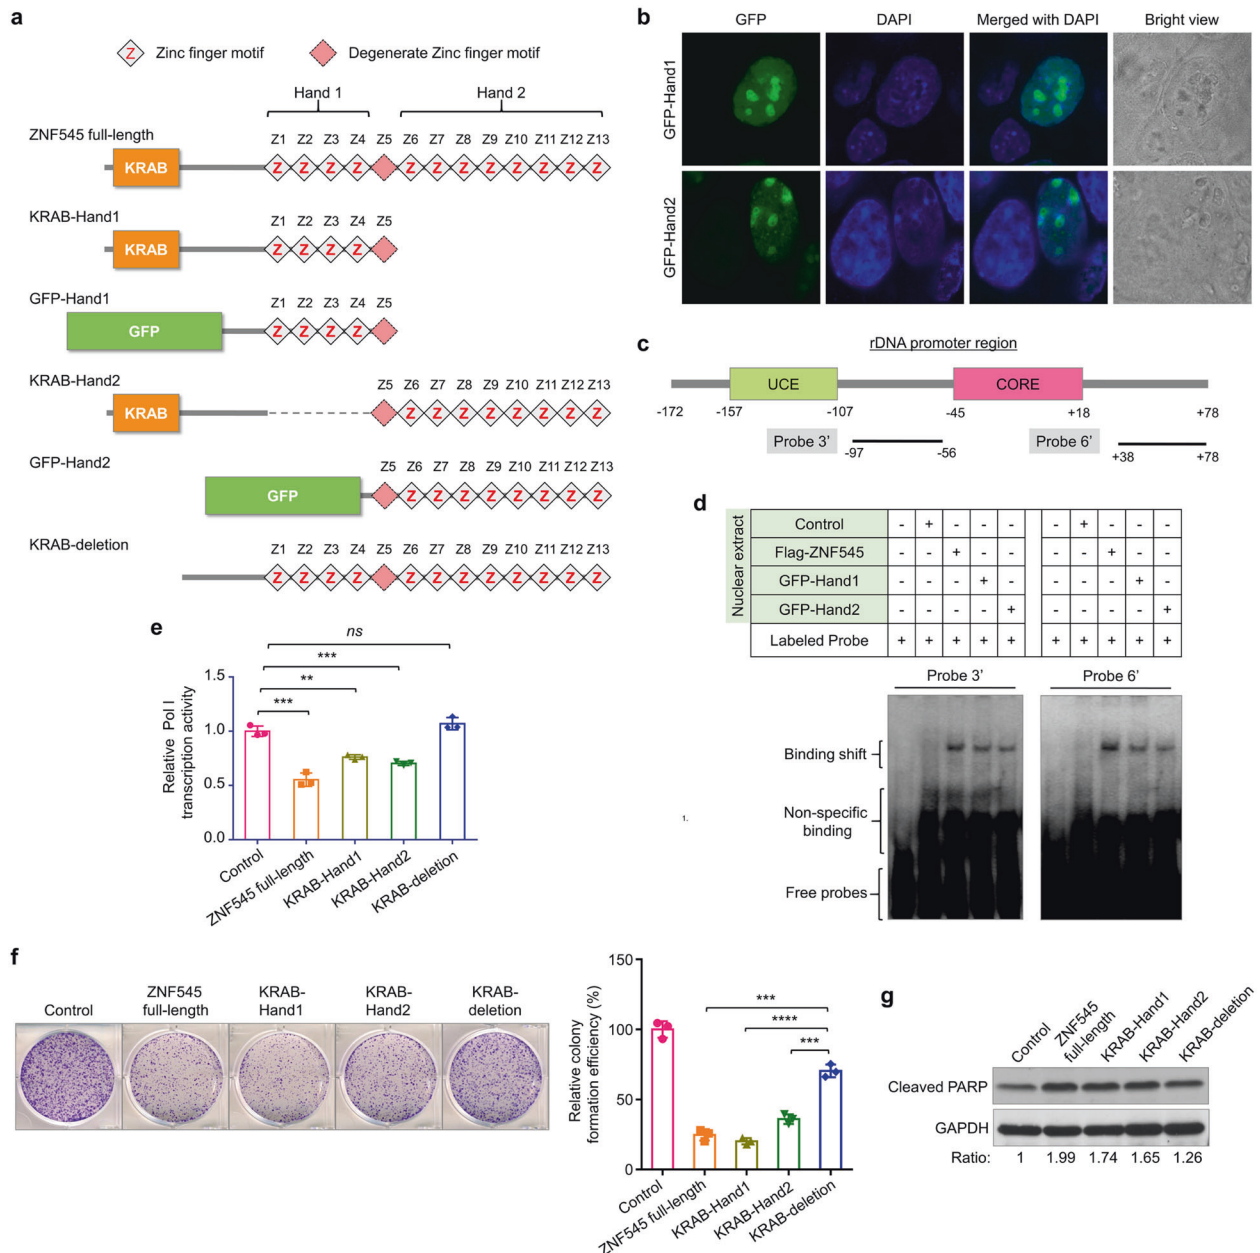 a
Z Zinc finger motif
Degenerate Zinc finger motif
Hand 1 Hand 2
ZNF545 full-length
Z1 Z2 Z3 Z4 Z5 Z6 Z7 Z8 Z9 Z10 Z11 Z12 Z13
KRAB Z Z Z Z Z Z Z Z Z Z Z Z
KRAB-Hand1
Z1 Z2 Z3 Z4 Z5
KRAB Z Z Z Z
GFP-Hand1
Z1 Z2 Z3 Z4 Z5
GFP Z Z Z Z
KRAB-Hand2
Z5 Z6 Z7 Z8 Z9 Z10 Z11 Z12 Z13
KRAB Z Z Z Z Z Z Z Z
GFP-Hand2
Z5 Z6 Z7 Z8 Z9 Z10 Z11 Z12 Z13
GFP Z Z Z Z Z Z Z Z
KRAB-deletion
Z1 Z2 Z3 Z4 Z5 Z6 Z7 Z8 Z9 Z10 Z11 Z12 Z13
Z Z Z Z Z Z Z Z Z Z Z Z
b
GFP DAPI Merged with DAPI Bright view
GFP-Hand1
GFP-Hand2
c
rDNA promoter region
UCE CORE
-172 -157 -107 -45 +18 +78
Probe 3' -97 -56
Probe 6' +38 +78
d
Nuclear extract
Control - + - - - - + - - -
Flag-ZNF545 - - + - - - - + - -
GFP-Hand1 - - - + - - - - + -
GFP-Hand2 - - - - + - - - - +
Labeled Probe + + + + + + + + + +
Probe 3' Probe 6'
Binding shift
Non-specific
binding
Free probes
1.
e
ns
***
**
***
Relative Pol I
transcription activity
1.5
1.0
0.5
0.0
Control
ZNF545 full-length
KRAB-Hand1
KRAB-Hand2
KRAB-deletion
f
Control
ZNF545
full-length
KRAB-
Hand1
KRAB-
Hand2
KRAB-
deletion
Relative colony
formation efficiency (%)
150
100
50
0
***
****
***
Control
ZNF545 full-length
KRAB-Hand1
KRAB-Hand2
KRAB-deletion
g
Control
ZNF545
full-length
KRAB-Hand1
KRAB-Hand2
KRAB-deletion
Cleaved PARP
GAPDH
Ratio: 1 1.99 1.74 1.65 1.26